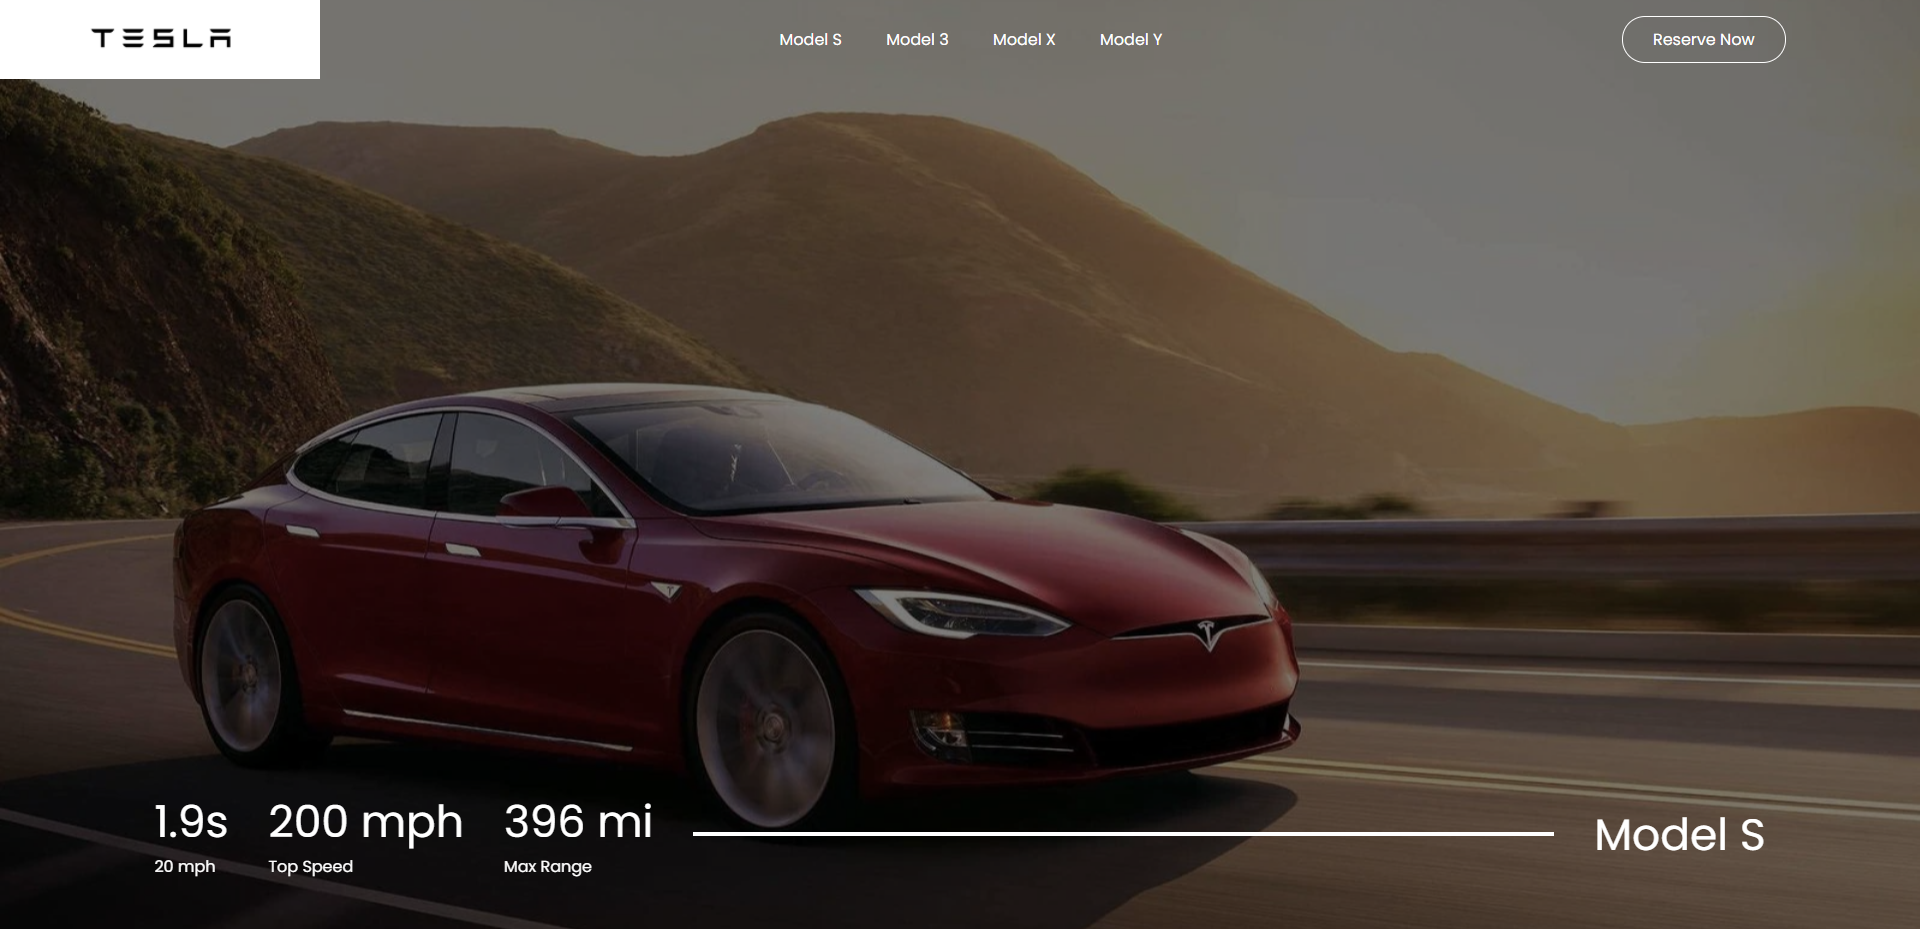 TESLA
Model S Model 3 Model X Model Y
Reserve Now
1.9s 200 mph 396 mi
20 mph Top Speed Max Range
Model S